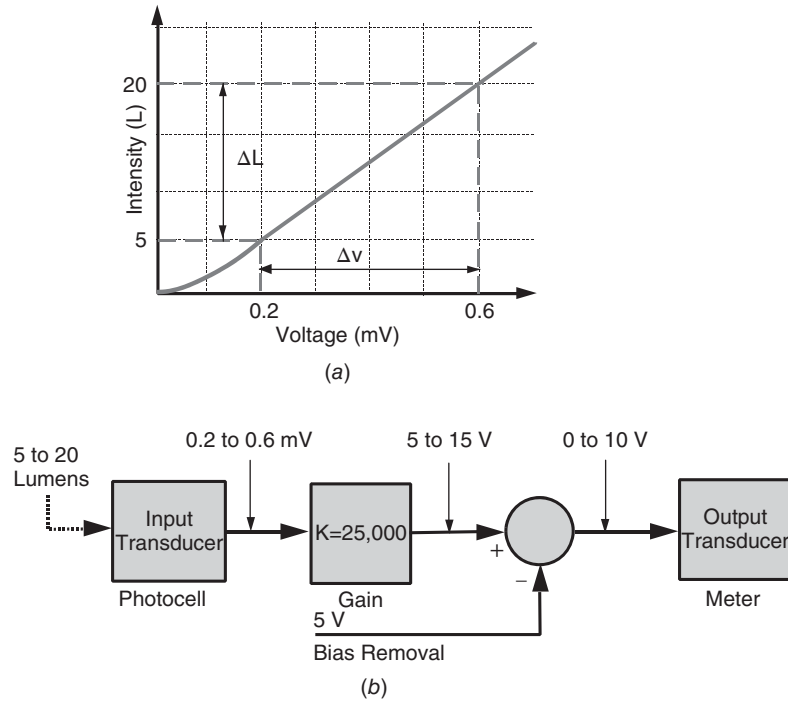 20
Intensity (L)
ΔL
5
Δv
0.2
0.6
Voltage (mV)
(a)
5 to 20
Lumens
0.2 to 0.6 mV
5 to 15 V
0 to 10 V
Input
Transducer
K=25,000
+
−
Output
Transducer
Photocell
Gain
Meter
5 V
Bias Removal
(b)